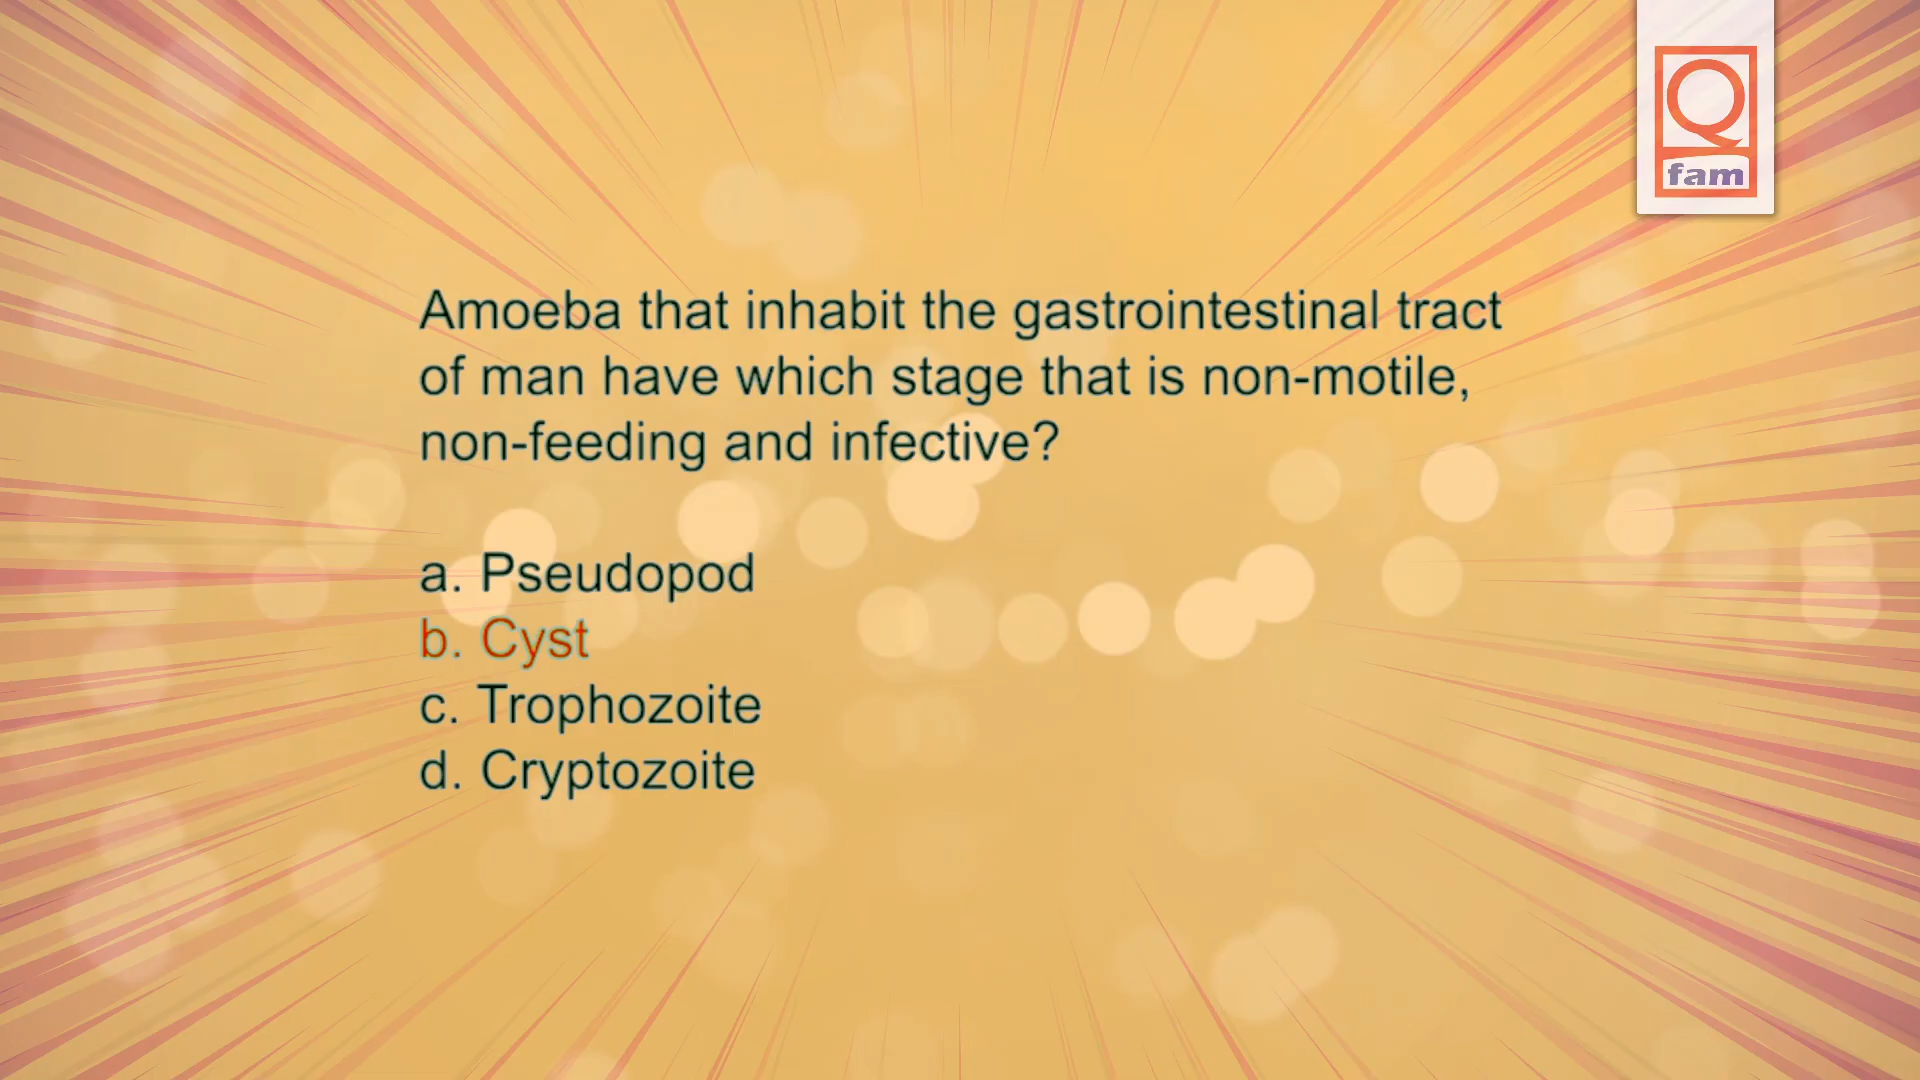 Q
fam
Amoeba that inhabit the gastrointestinal tract
of man have which stage that is non-motile,
non-feeding and infective?
a. Pseudopod
b. Cyst
c. Trophozoite
d. Cryptozoite